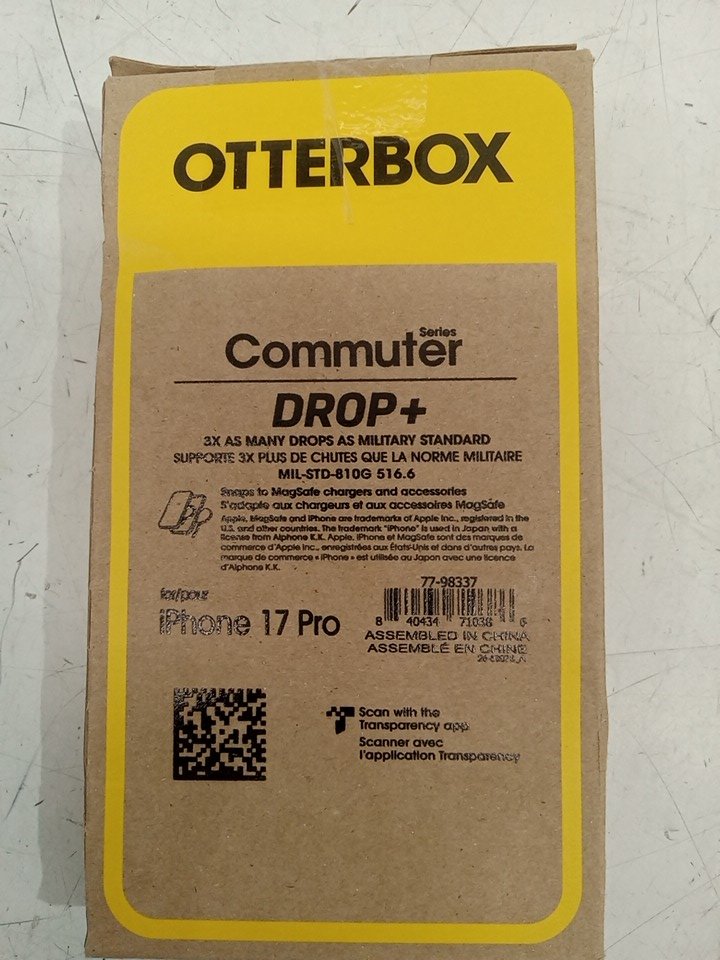 OTTERBOX
Commuter Series
DROP+
3X AS MANY DROPS AS MILITARY STANDARD
SUPPORTE 3X PLUS DE CHUTES QUE LA NORME MILITAIRE
MIL-STD-810G 516.6
Snaps to MagSafe chargers and accessories
S'adapte aux chargeurs et aux accessoires MagSafe
Apple, MagSafe and iPhone are trademarks of Apple Inc., registered in the
U.S. and other countries. The trademark "iPhone" is used in Japan with a
license from Aiphone K.K. Apple, iPhone et MagSafe sont des marques de
commerce d'Apple Inc., enregistrées aux États-Unis et dans d'autres pays. La
marque de commerce « iPhone » est utilisée au Japon avec une licence
d'Aiphone K.K.
for/pour
iPhone 17 Pro
77-98337
8 40434 71038 6
ASSEMBLED IN CHINA
ASSEMBLÉ EN CHINE
Scan with the
Transparency app
Scanner avec
l'application Transparency